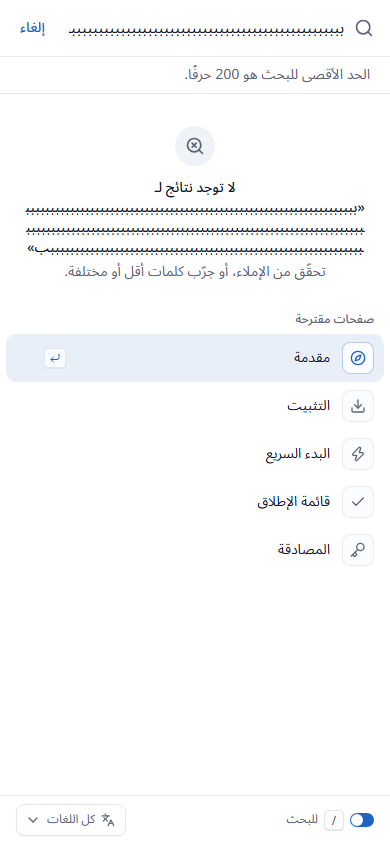 إلغاء
الحد الأقصى للبحث هو 200 حرفًا.
لا توجد نتائج لـ
تحقّق من الإملاء، أو جرّب كلمات أقل أو مختلفة.
صفحات مقترحة
مقدمة
التثبيت
البدء السريع
قائمة الإطلاق
المصادقة
/ للبحث
كل اللغات